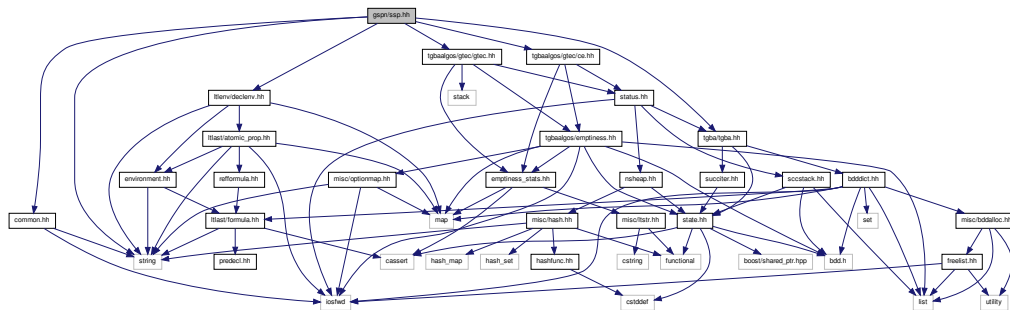 gspn/ssp.hh
tgbaalgos/gtec/gtec.hh
tgbaalgos/gtec/ce.hh
ltlenv/declenv.hh
stack
status.hh
ltlast/atomic_prop.hh
tgbaalgos/emptiness.hh
tgba/tgba.hh
environment.hh
refformula.hh
misc/optionmap.hh
emptiness_stats.hh
nsheap.hh
succiter.hh
sccstack.hh
bdddict.hh
common.hh
ltlast/formula.hh
map
misc/hash.hh
misc/ltstr.hh
state.hh
set
misc/bddalloc.hh
string
predecl.hh
cassert
hash_map
hash_set
hashfunc.hh
cstring
functional
boost/shared_ptr.hpp
bdd.h
freelist.hh
iosfwd
cstddef
list
utility